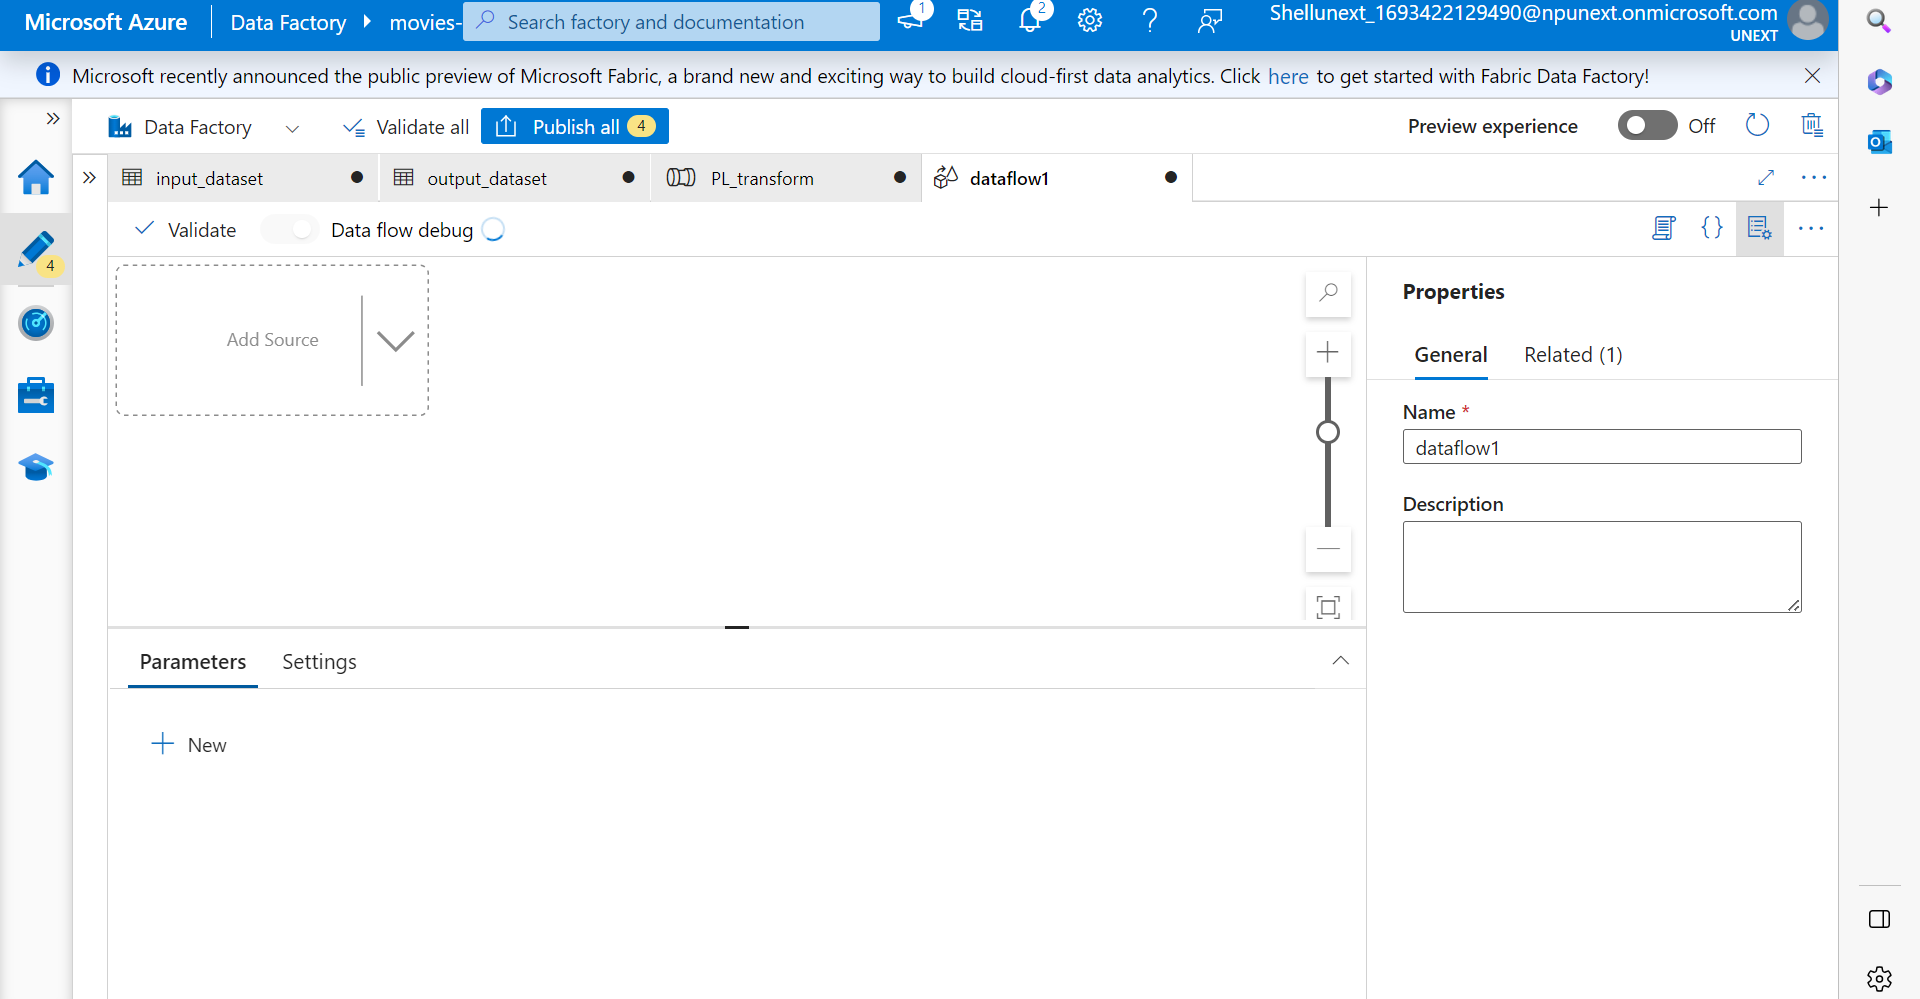 Microsoft Azure
Data Factory
movies-
Search factory and documentation
1
2
Shellunext_1693422129490@npunext.onmicrosoft.com
UNEXT
Microsoft recently announced the public preview of Microsoft Fabric, a brand new and exciting way to build cloud-first data analytics. Click here to get started with Fabric Data Factory!
Data Factory
Validate all
Publish all 4
Preview experience
Off
input_dataset
output_dataset
PL_transform
dataflow1
4
Validate
Data flow debug
Add Source
Properties
General
Related (1)
Name *
dataflow1
Description
Parameters
Settings
New